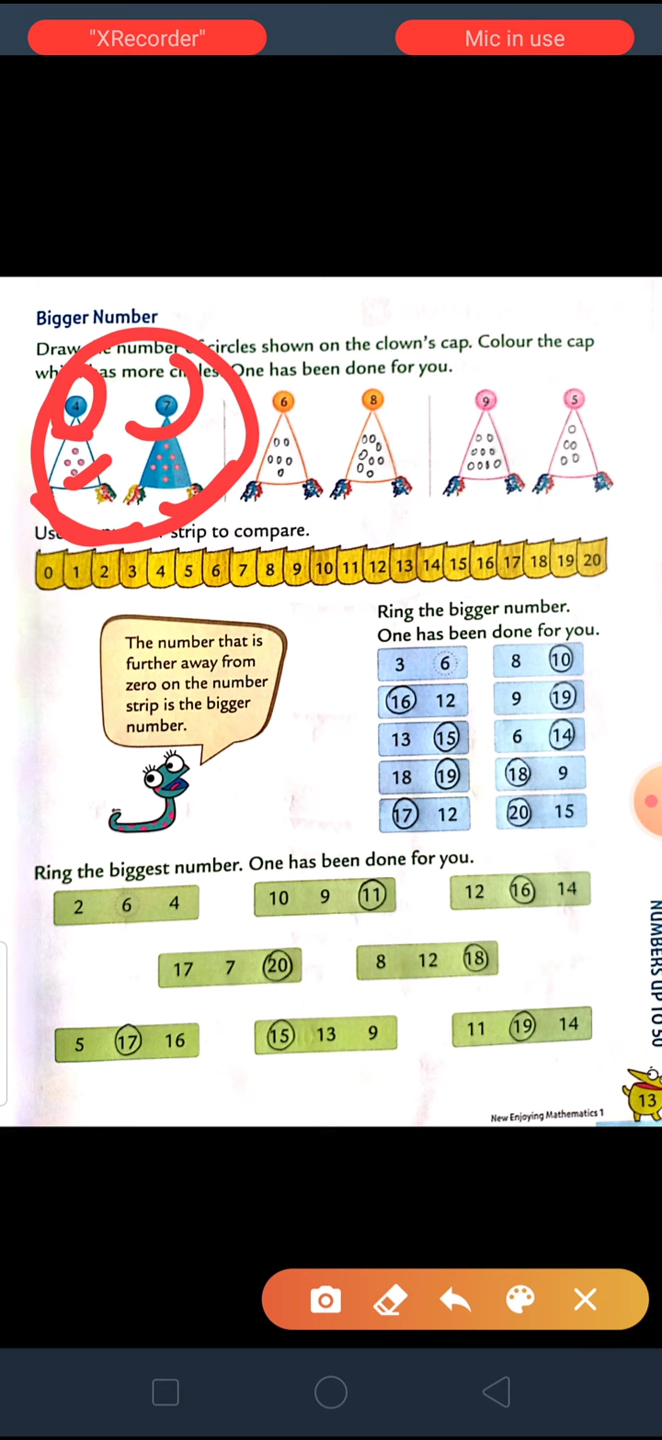 "XRecorder" Mic in use
Bigger Number
Draw number circles shown on the clown's cap. Colour the cap
as more One has been done for you.
4 7 6 8 9 5
strip to compare.
0 1 2 3 4 5 6 7 8 9 10 11 12 13 14 15 16 17 18 19 20
The number that is
further away from
zero on the number
strip is the bigger
number.
Ring the bigger number.
One has been done for you.
3 6 8 10
16 12 9 19
13 15 6 14
18 19 18 9
17 12 20 15
Ring the biggest number. One has been done for you.
2 6 4 10 9 11 12 16 14
17 7 20 8 12 18
5 17 16 15 13 9 11 19 14
NUMBERS UP TO 50
13
New Enjoying Mathematics 1